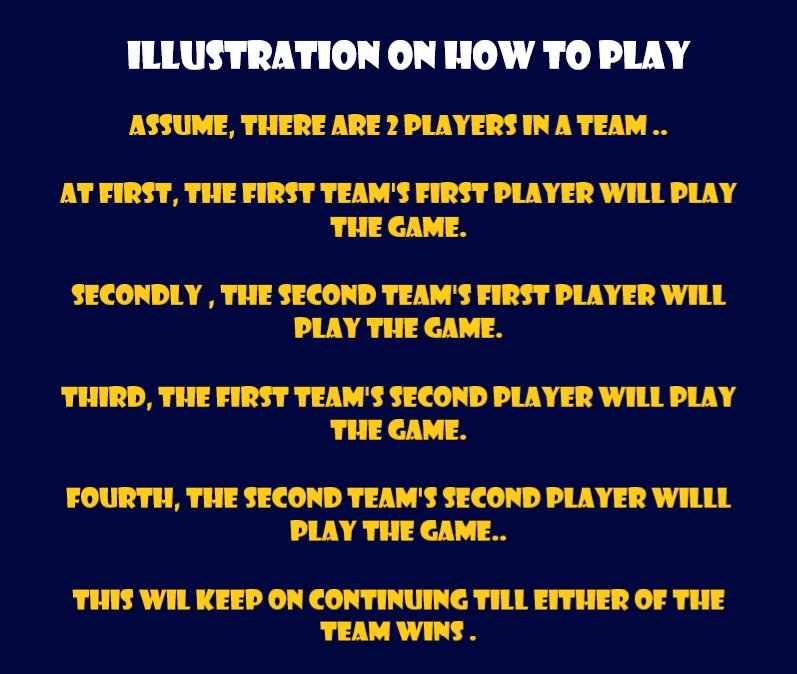 ILLUSTRATION ON HOW TO PLAY
ASSUME, THERE ARE 2 PLAYERS IN A TEAM ..
AT FIRST, THE FIRST TEAM'S FIRST PLAYER WILL PLAY
THE GAME.
SECONDLY , THE SECOND TEAM'S FIRST PLAYER WILL
PLAY THE GAME.
THIRD, THE FIRST TEAM'S SECOND PLAYER WILL PLAY
THE GAME.
FOURTH, THE SECOND TEAM'S SECOND PLAYER WILLL
PLAY THE GAME..
THIS WIL KEEP ON CONTINUING TILL EITHER OF THE
TEAM WINS .